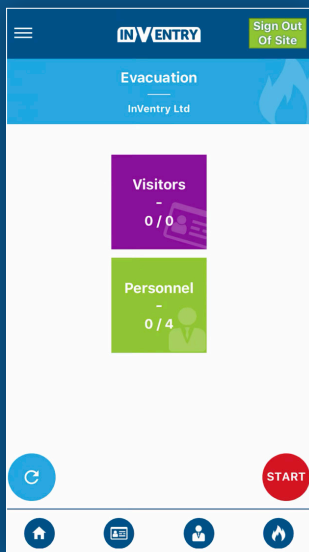 INVENTRY
Sign Out
Of Site
Evacuation
InVentry Ltd
Visitors
-
0 / 0
Personnel
-
0 / 4
START